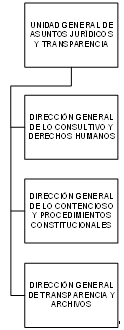 UNIDAD GENERAL DE
ASUNTOS JURÍDICOS
Y TRANSPARENCIA
DIRECCIÓN GENERAL
DE LO CONSULTIVO Y
DERECHOS HUMANOS
DIRECCIÓN GENERAL
DE LO CONTENCIOSO
Y PROCEDIMIENTOS
CONSTITUCIONALES
DIRECCIÓN GENERAL
DE TRANSPARENCIA Y
ARCHIVOS